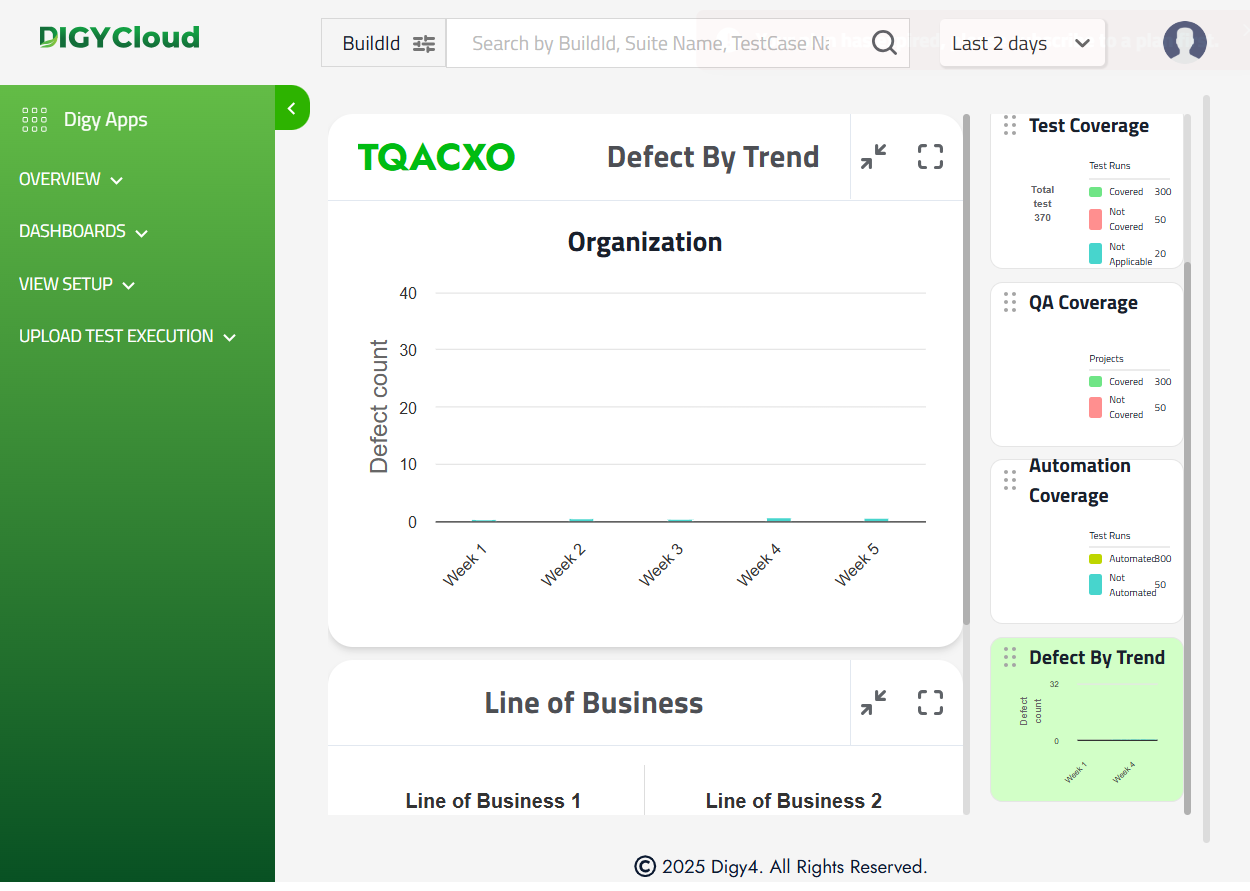 DIGYCloud
BuildId
Search by BuildId, Suite Name, TestCase Na
Last 2 days
Digy Apps
OVERVIEW
DASHBOARDS
VIEW SETUP
UPLOAD TEST EXECUTION
TQACXO
Defect By Trend
Organization
Defect count
40
30
20
10
0
Week 1
Week 2
Week 3
Week 4
Week 5
Line of Business
Line of Business 1
Line of Business 2
Test Coverage
Test Runs
Total
test
370
Covered 300
Not
Covered 50
Not
Applicable 20
QA Coverage
Projects
Covered 300
Not
Covered 50
Automation
Coverage
Test Runs
Automated 300
Not
Automated 50
Defect By Trend
Defect
count
32
0
Week 1
Week 4
© 2025 Digy4. All Rights Reserved.